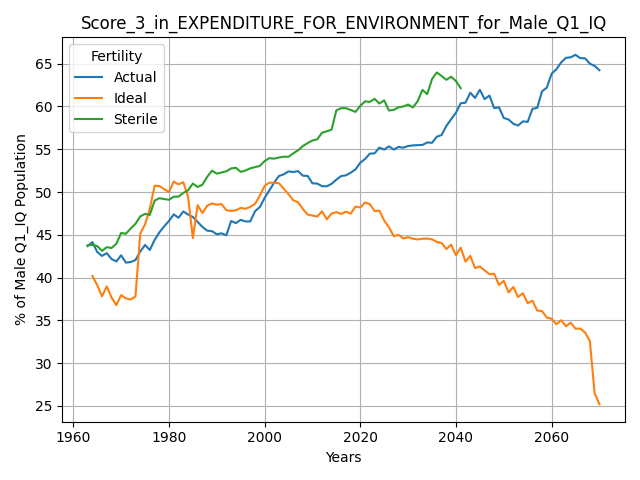 Score_3_in_EXPENDITURE_FOR_ENVIRONMENT_for_Male_Q1_IQ
Fertility
Actual
Ideal
Sterile
% of Male Q1_IQ Population
65
60
55
50
45
40
35
30
25
1960 1980 2000 2020 2040 2060
Years